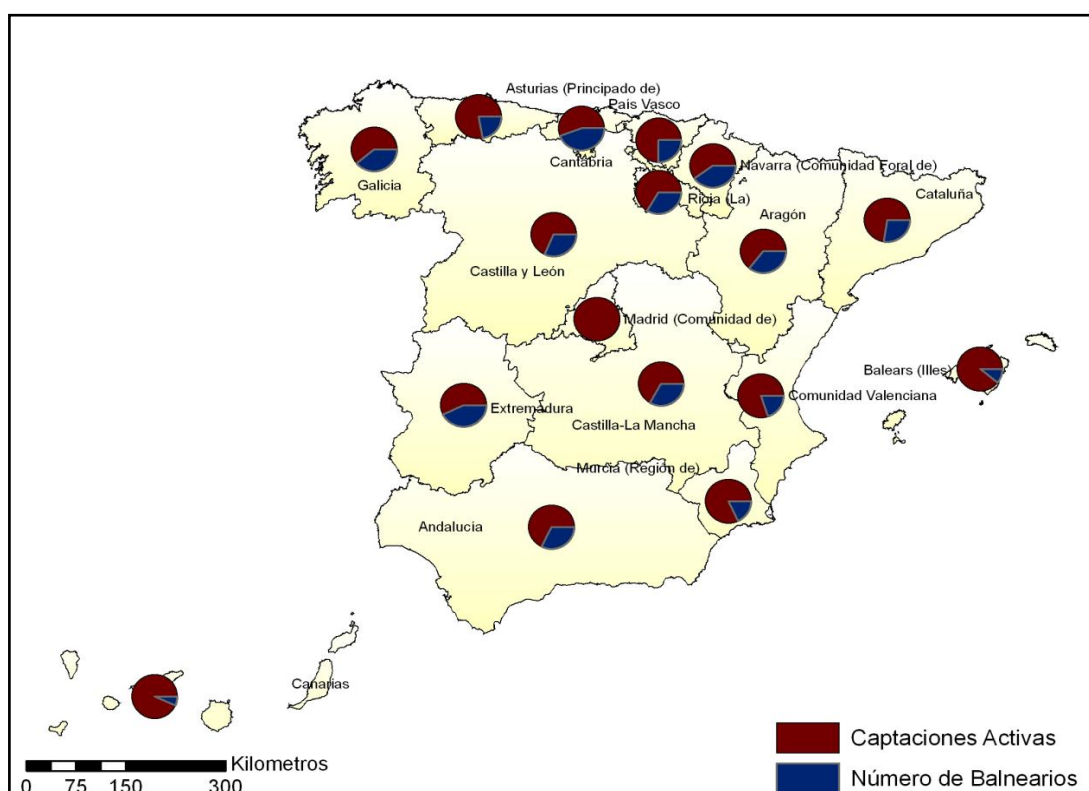 Asturias (Principado de)
País Vasco
Cantabria
Galicia
Navarra (Comunidad Foral de)
Rioja (La)
Cataluña
Aragón
Castilla y León
Madrid (Comunidad de)
Balears (Illes)
Comunidad Valenciana
Extremadura
Castilla-La Mancha
Murcia (Región de)
Andalucía
Canarias
Captaciones Activas
Número de Balnearios
Kilometros
0 75 150 300